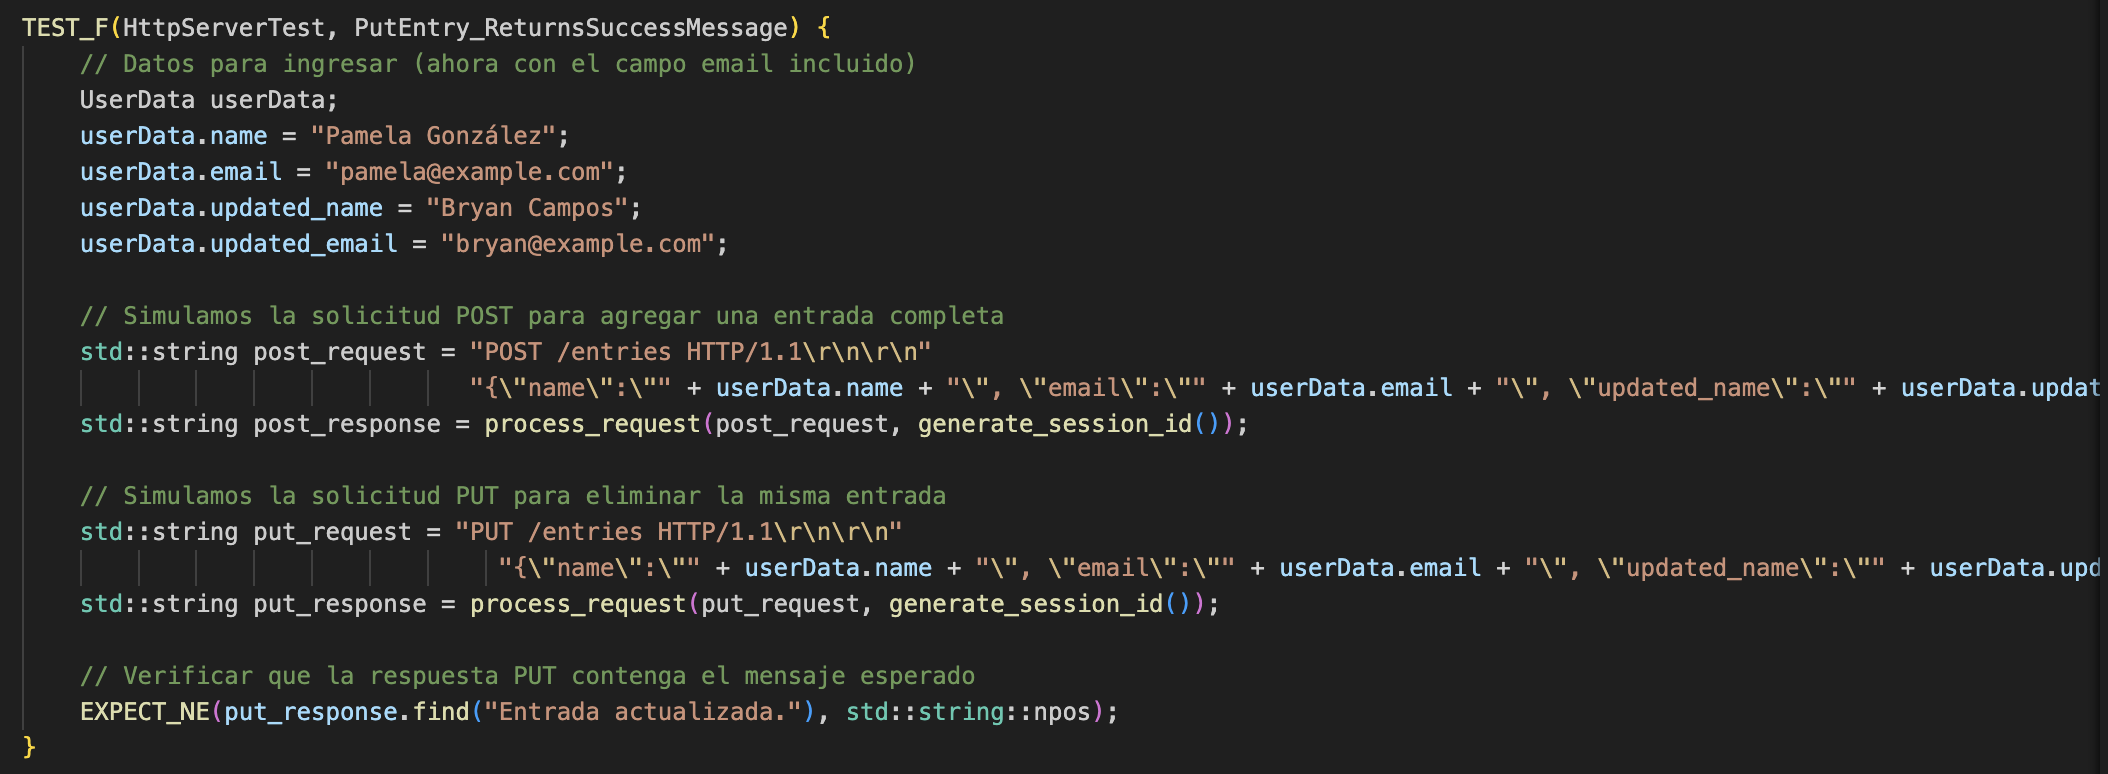 TEST_F(HttpServerTest, PutEntry_ReturnsSuccessMessage) {
// Datos para ingresar (ahora con el campo email incluido)
UserData userData;
userData.name = "Pamela González";
userData.email = "pamela@example.com";
userData.updated_name = "Bryan Campos";
userData.updated_email = "bryan@example.com";
// Simulamos la solicitud POST para agregar una entrada completa
std::string post_request = "POST /entries HTTP/1.1\r\n\r\n"
"{\"name\":\"" + userData.name + "\", \"email\":\"" + userData.email + "\", \"updated_name\":\"" + userData.updat
std::string post_response = process_request(post_request, generate_session_id());
// Simulamos la solicitud PUT para eliminar la misma entrada
std::string put_request = "PUT /entries HTTP/1.1\r\n\r\n"
"{\"name\":\"" + userData.name + "\", \"email\":\"" + userData.email + "\", \"updated_name\":\"" + userData.upd
std::string put_response = process_request(put_request, generate_session_id());
// Verificar que la respuesta PUT contenga el mensaje esperado
EXPECT_NE(put_response.find("Entrada actualizada."), std::string::npos);
}